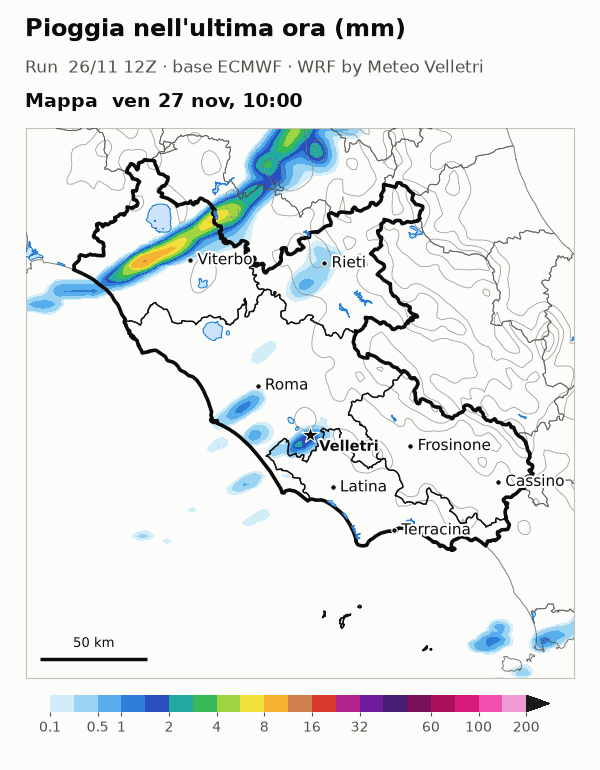 Pioggia nell'ultima ora (mm)
Run  26/11 12Z · base ECMWF · WRF by Meteo Velletri
Mappa  ven 27 nov, 10:00
Viterbo
Rieti
Roma
Velletri
Frosinone
Cassino
Latina
Terracina
50 km
0.1 0.5 1 2 4 8 16 32 60 100 200